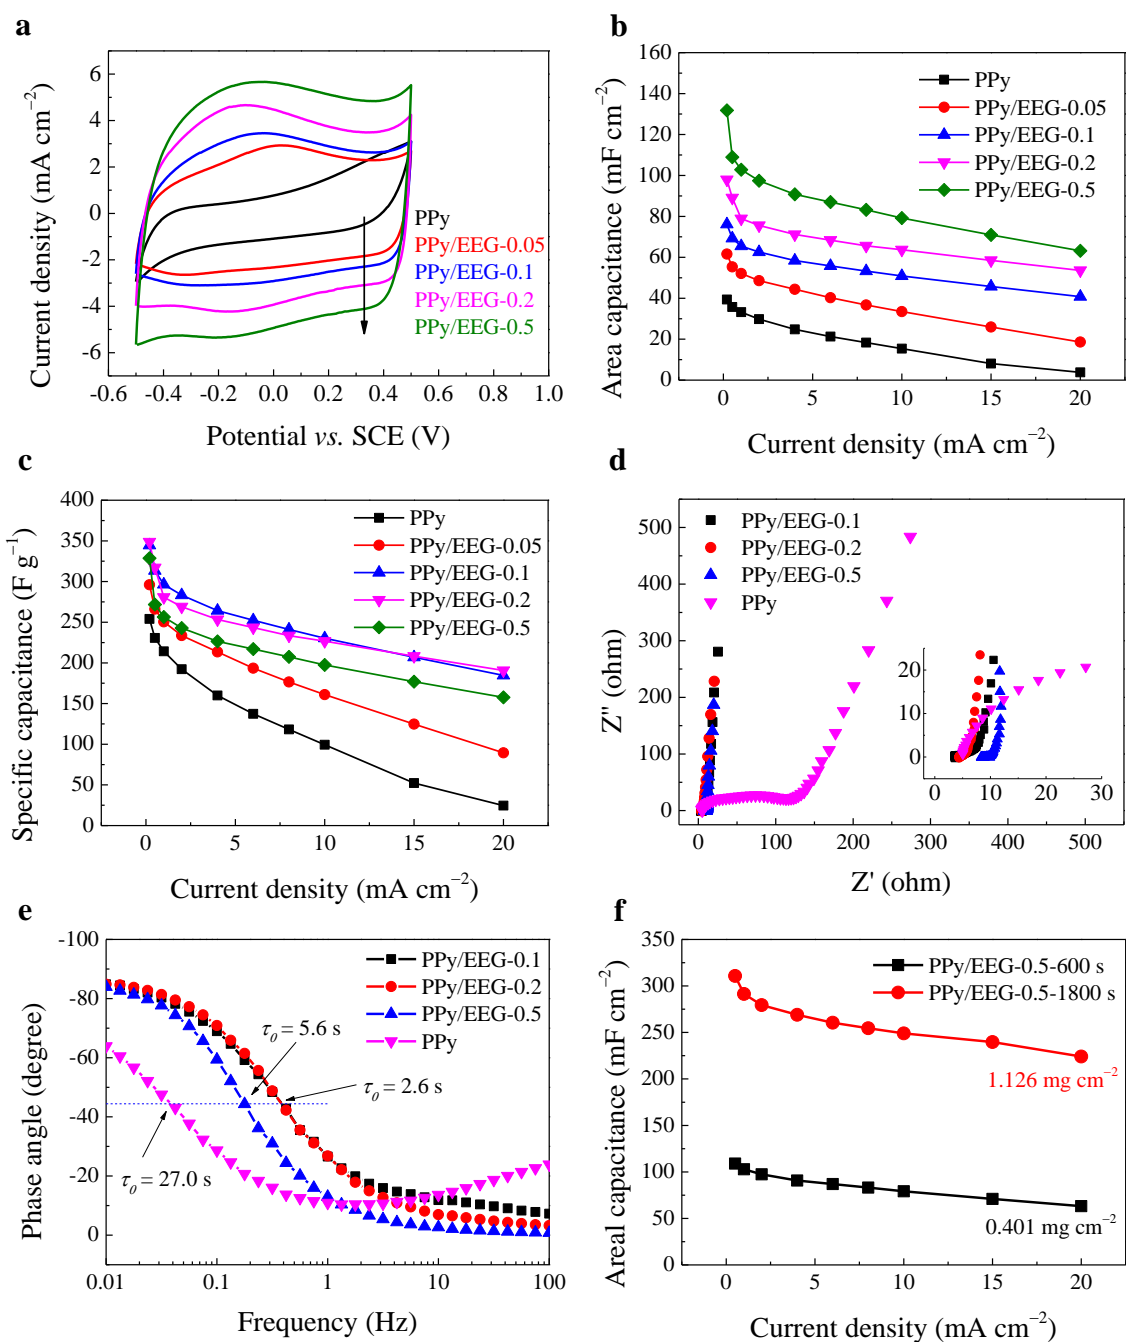 a
Current density (mA cm⁻²)
6
4
2
0
-2
-4
-6
-0.6 -0.4 -0.2 0.0 0.2 0.4 0.6 0.8 1.0
Potential vs. SCE (V)
PPy
PPy/EEG-0.05
PPy/EEG-0.1
PPy/EEG-0.2
PPy/EEG-0.5
b
Area capacitance (mF cm⁻²)
160
140
120
100
80
60
40
20
0
0 5 10 15 20
Current density (mA cm⁻²)
PPy
PPy/EEG-0.05
PPy/EEG-0.1
PPy/EEG-0.2
PPy/EEG-0.5
c
Specific capacitance (F g⁻¹)
400
350
300
250
200
150
100
50
0
0 5 10 15 20
Current density (mA cm⁻²)
PPy
PPy/EEG-0.05
PPy/EEG-0.1
PPy/EEG-0.2
PPy/EEG-0.5
d
Z" (ohm)
500
400
300
200
100
0
0 100 200 300 400 500
Z' (ohm)
PPy/EEG-0.1
PPy/EEG-0.2
PPy/EEG-0.5
PPy
20
10
0
0 10 20 30
e
Phase angle (degree)
-100
-80
-60
-40
-20
0
0.01 0.1 1 10 100
Frequency (Hz)
PPy/EEG-0.1
PPy/EEG-0.2
PPy/EEG-0.5
PPy
τ₀ = 5.6 s
τ₀ = 2.6 s
τ₀ = 27.0 s
f
Areal capacitance (mF cm⁻²)
350
300
250
200
150
100
50
0
0 5 10 15 20
Current density (mA cm⁻²)
PPy/EEG-0.5-600 s
PPy/EEG-0.5-1800 s
1.126 mg cm⁻²
0.401 mg cm⁻²